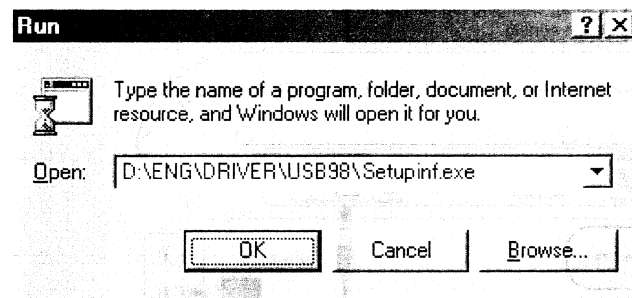 Run
Type the name of a program, folder, document, or Internet
resource, and Windows will open it for you.
Open: D:\ENG\DRIVER\USB98\Setupinf.exe
OK Cancel Browse...